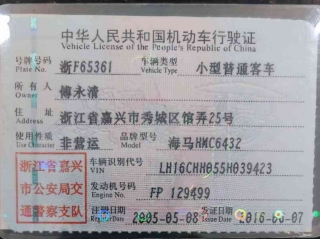 中华人民共和国机动车行驶证
Vehicle License of the People's Republic of China
号牌号码 浙F65361 车辆类型 小型普通客车
Plate No. Vehicle Type
所有人 傅永清
Owner
住址 浙江省嘉兴市秀城区馆弄25号
Address
使用性质 非营运 品牌型号 海马HMC6432
Use Character Model
浙江省嘉兴市公安局交通警察支队
车辆识别代号 LH16CHH055H039423
VIN
发动机号码 FP 129499
Engine No.
注册日期 2005-05-08 发证日期 2016-06-07
Register Date Issue Date